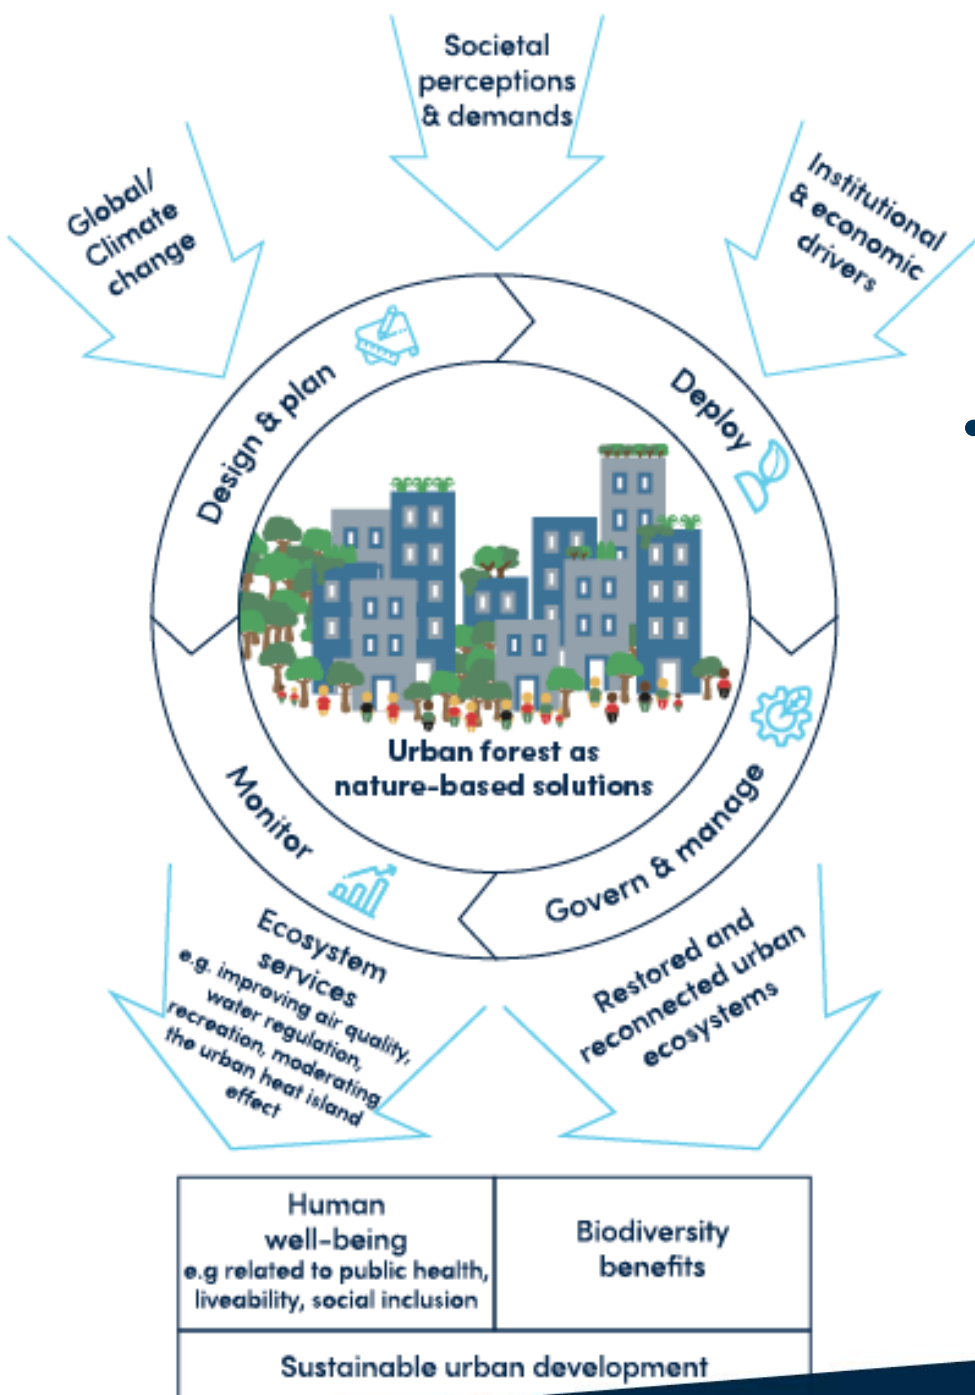 Societal
perceptions
& demands
Global/
Climate
change
Institutional
& economic
drivers
Design & plan
Deploy
Urban forest as
nature-based solutions
Monitor
Govern & manage
Ecosystem
services
e.g. improving air quality,
water regulation,
recreation, moderating
the urban heat island
effect
Restored and
reconnected urban
ecosystems
Human
well-being
e.g related to public health,
liveability, social inclusion
Biodiversity
benefits
Sustainable urban development